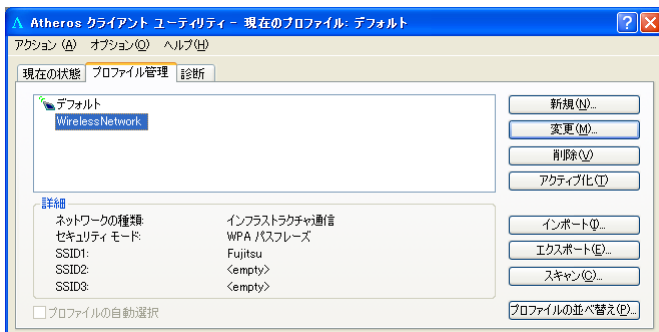 Atheros クライアント ユーティリティ - 現在のプロファイル: デフォルト
アクション (A) オプション(O) ヘルプ(H)
現在の状態 プロファイル管理 診断
デフォルト
WirelessNetwork
新規(N)...
変更(M)...
削除(V)
アクティブ化(T)
詳細
ネットワークの種類: インフラストラクチャ通信
セキュリティ モード: WPA パスフレーズ
SSID1: Fujitsu
SSID2: <empty>
SSID3: <empty>
インポート(I)...
エクスポート(E)...
スキャン(C)...
プロファイルの自動選択
プロファイルの並べ替え(P)...